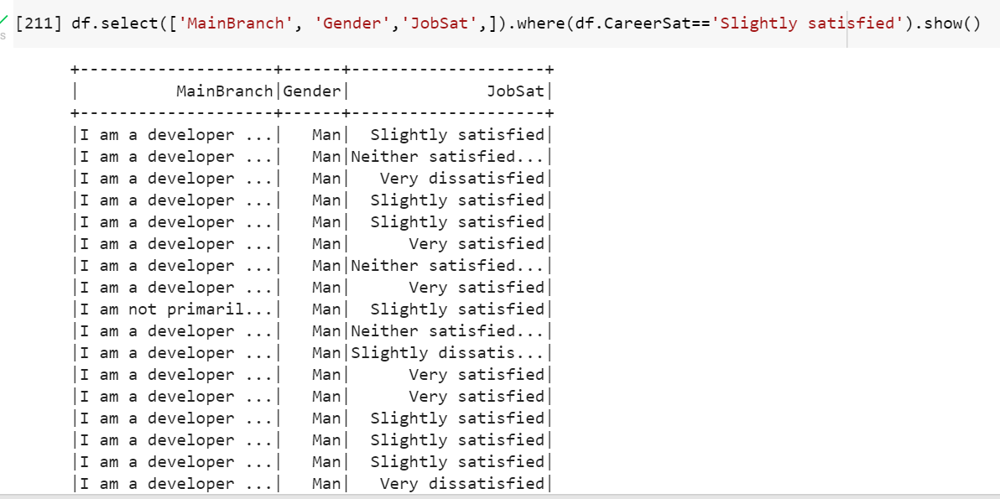 [211] df.select(['MainBranch', 'Gender','JobSat',]).where(df.CareerSat=='Slightly satisfied').show()
s
+--------------------+------+--------------------+
|          MainBranch|Gender|              JobSat|
+--------------------+------+--------------------+
|I am a developer ...|   Man|  Slightly satisfied|
|I am a developer ...|   Man|Neither satisfied...|
|I am a developer ...|   Man|   Very dissatisfied|
|I am a developer ...|   Man|  Slightly satisfied|
|I am a developer ...|   Man|  Slightly satisfied|
|I am a developer ...|   Man|      Very satisfied|
|I am a developer ...|   Man|Neither satisfied...|
|I am a developer ...|   Man|      Very satisfied|
|I am not primaril...|   Man|  Slightly satisfied|
|I am a developer ...|   Man|Neither satisfied...|
|I am a developer ...|   Man|Slightly dissatis...|
|I am a developer ...|   Man|      Very satisfied|
|I am a developer ...|   Man|      Very satisfied|
|I am a developer ...|   Man|  Slightly satisfied|
|I am a developer ...|   Man|  Slightly satisfied|
|I am a developer ...|   Man|  Slightly satisfied|
|I am a developer ...|   Man|   Very dissatisfied|